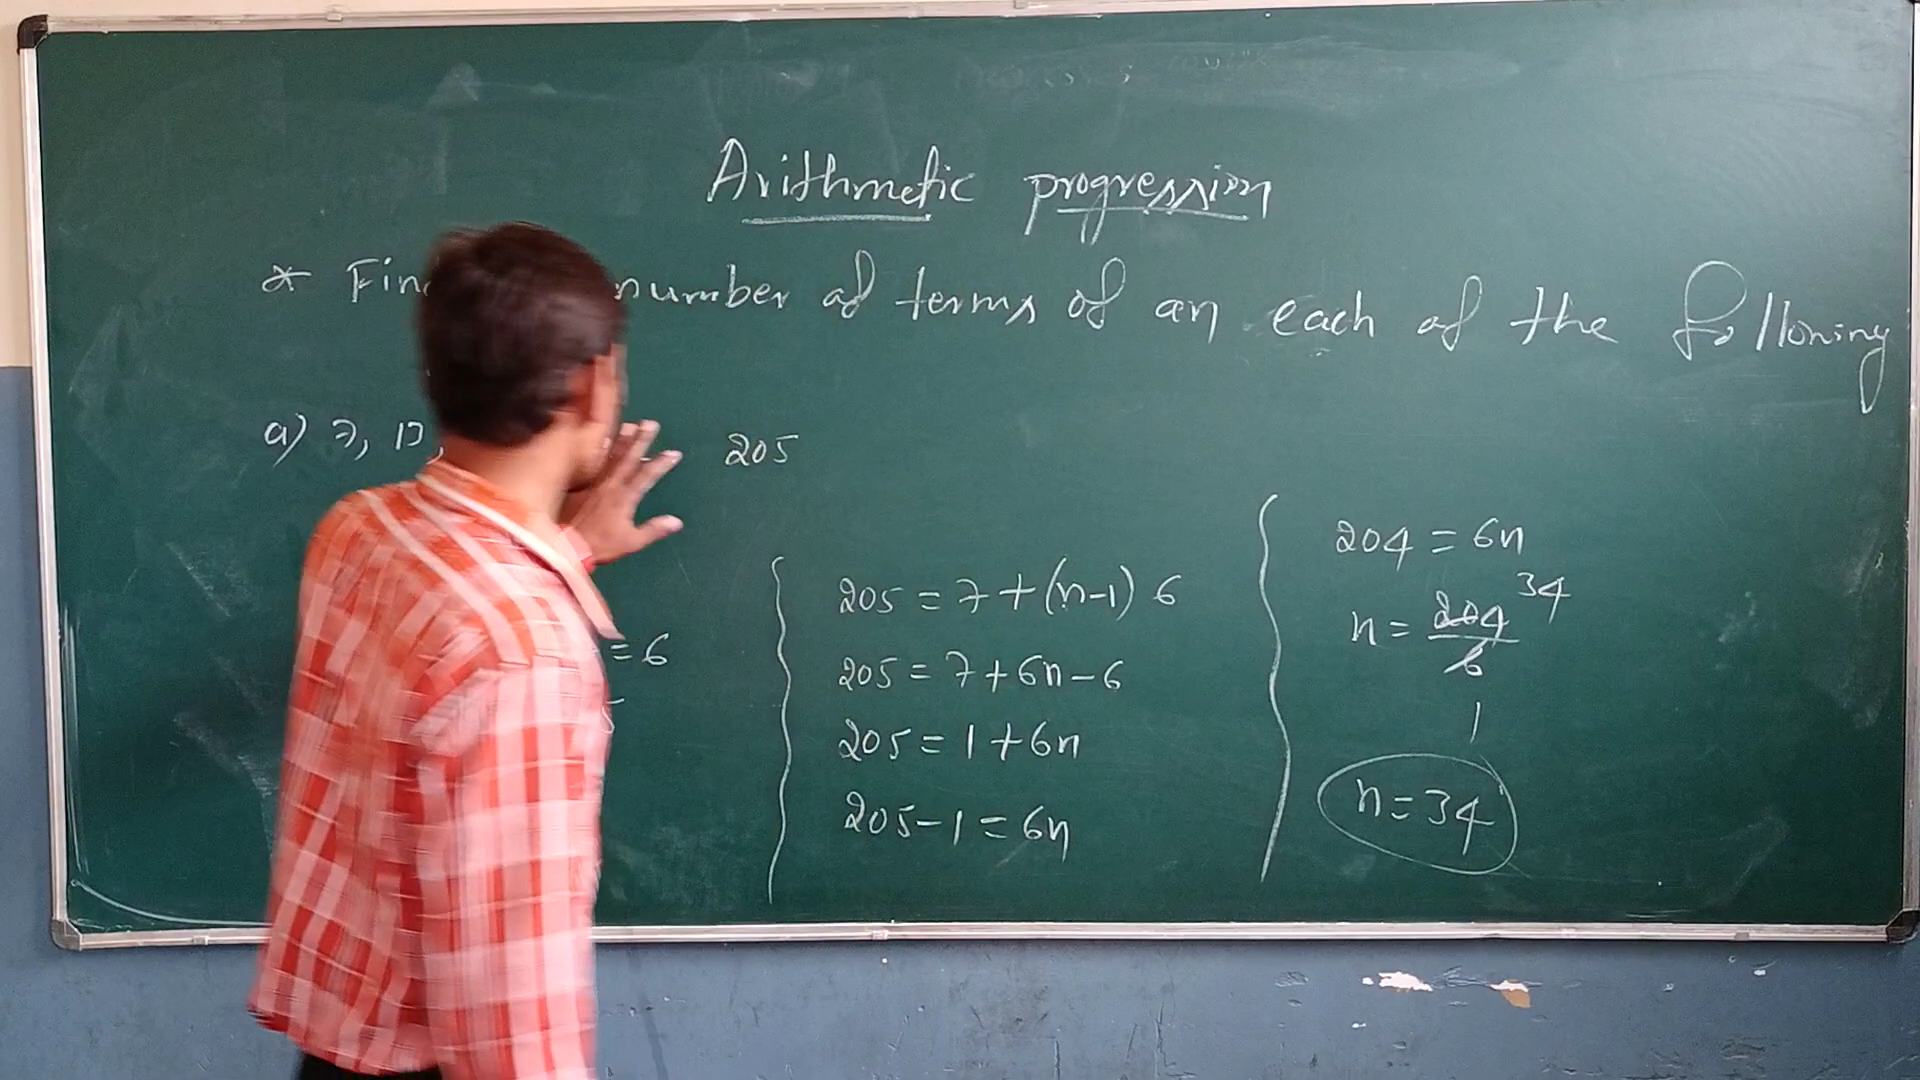 Arithmetic progression
* Fin number of terms of an each of the following
a) 7, 13, 205
=6
205 = 7+(n-1) 6
205 = 7+6n-6
205 = 1+6n
205-1 = 6n
204 = 6n
n = 204/6 34
1
n=34